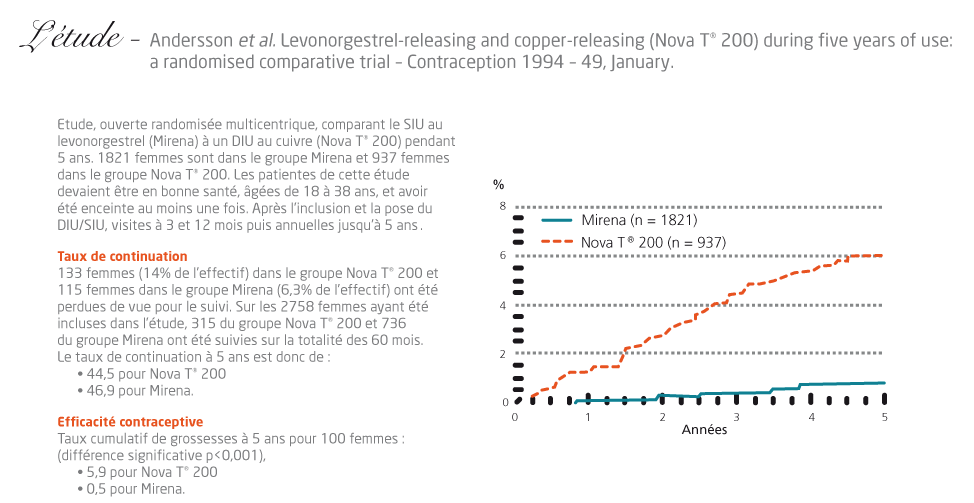 L'étude – Andersson et al. Levonorgestrel-releasing and copper-releasing (Nova T® 200) during five years of use:
a randomised comparative trial – Contraception 1994 – 49, January.
Etude, ouverte randomisée multicentrique, comparant le SIU au
levonorgestrel (Mirena) à un DIU au cuivre (Nova T® 200) pendant
5 ans. 1821 femmes sont dans le groupe Mirena et 937 femmes
dans le groupe Nova T® 200. Les patientes de cette étude
devaient être en bonne santé, âgées de 18 à 38 ans, et avoir
été enceinte au moins une fois. Après l'inclusion et la pose du
DIU/SIU, visites à 3 et 12 mois puis annuelles jusqu'à 5 ans.
Taux de continuation
133 femmes (14% de l'effectif) dans le groupe Nova T® 200 et
115 femmes dans le groupe Mirena (6,3% de l'effectif) ont été
perdues de vue pour le suivi. Sur les 2758 femmes ayant été
incluses dans l'étude, 315 du groupe Nova T® 200 et 736
du groupe Mirena ont été suivies sur la totalité des 60 mois.
Le taux de continuation à 5 ans est donc de :
• 44,5 pour Nova T® 200
• 46,9 pour Mirena.
Efficacité contraceptive
Taux cumulatif de grossesses à 5 ans pour 100 femmes :
(différence significative p<0,001),
• 5,9 pour Nova T® 200
• 0,5 pour Mirena.
%
8
Mirena (n = 1821)
Nova T® 200 (n = 937)
6
4
2
0
0 1 2 3 4 5
Années